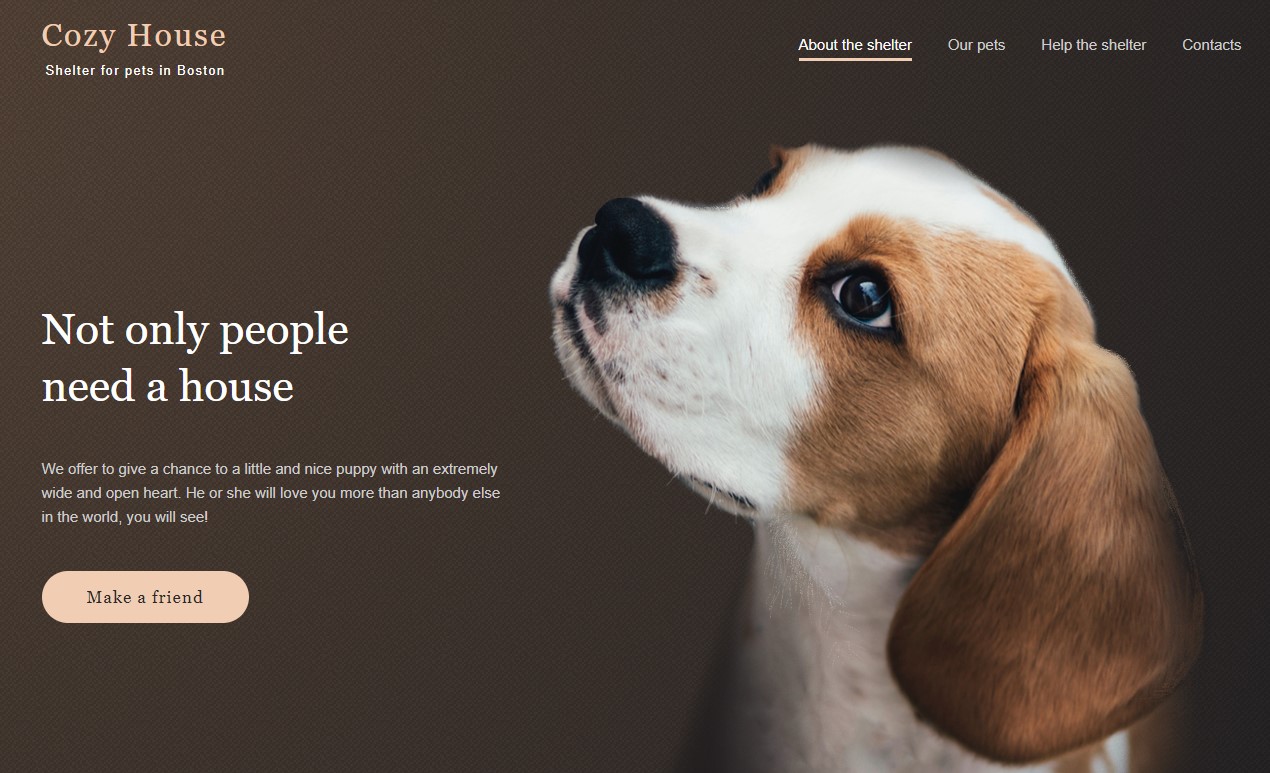 Cozy House
Shelter for pets in Boston
About the shelter
Our pets
Help the shelter
Contacts
Not only people
need a house
We offer to give a chance to a little and nice puppy with an extremely
wide and open heart. He or she will love you more than anybody else
in the world, you will see!
Make a friend